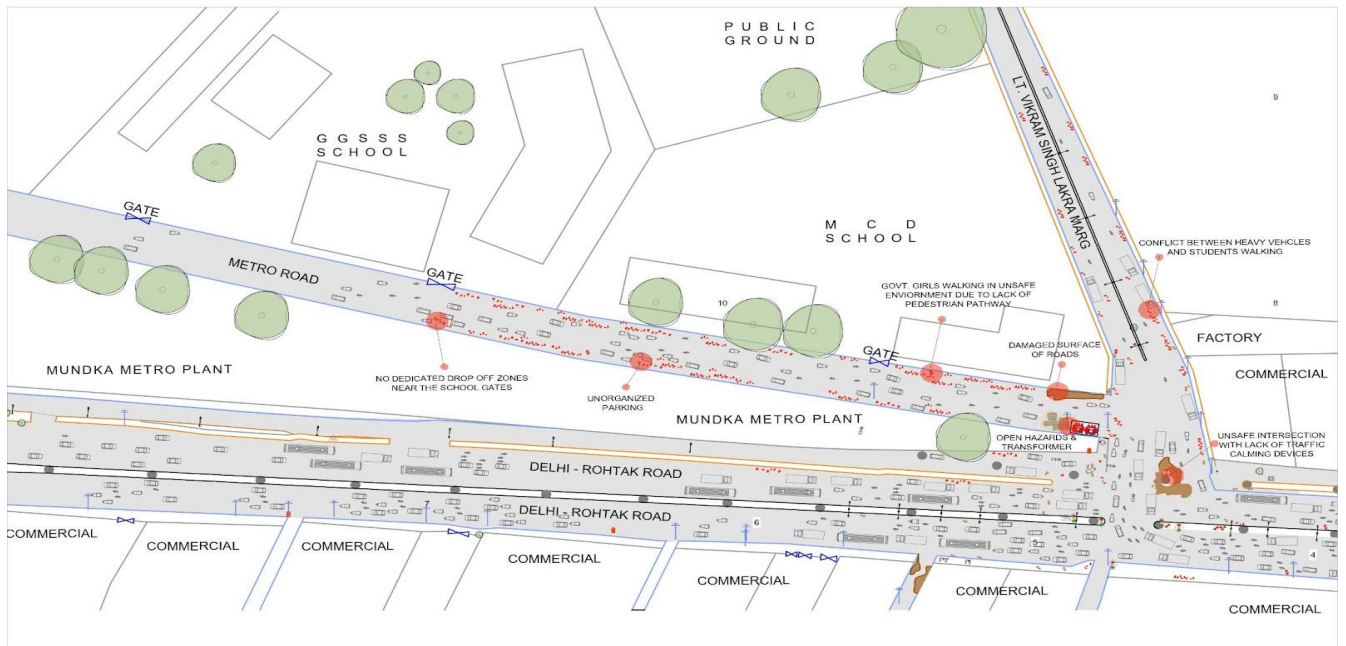 PUBLIC
GROUND
9
LT. VIKRAM SINGH LAKRA MARG
GGSSS
SCHOOL
GATE
METRO ROAD
GATE
MCD
SCHOOL
CONFLICT BETWEEN HEAVY VEHCLES
AND STUDENTS WALKING
GOVT. GIRLS WALKING IN UNSAFE
ENVIORNMENT DUE TO LACK OF
PEDESTRIAN PATHWAY
10
8
FACTORY
DAMAGED SURFACE
OF ROADS
GATE
COMMERCIAL
MUNDKA METRO PLANT
NO DEDICATED DROP OFF ZONES
NEAR THE SCHOOL GATES
UNORGANIZED
PARKING
MUNDKA METRO PLANT
OPEN HAZARDS &
TRANSFORMER
UNSAFE INTERSECTION
WITH LACK OF TRAFFIC
CALMING DEVICES
DELHI - ROHTAK ROAD
DELHI - ROHTAK ROAD
7
6
5
4
COMMERCIAL
COMMERCIAL
COMMERCIAL
COMMERCIAL
COMMERCIAL
COMMERCIAL
COMMERCIAL